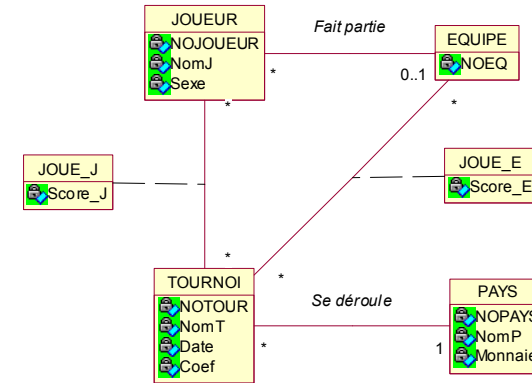 JOUEUR
NOJOUEUR
NomJ
Sexe
Fait partie
*
0..1
EQUIPE
NOEQ
*
*
JOUE_J
Score_J
JOUE_E
Score_E
*
*
TOURNOI
NOTOUR
NomT
Date
Coef
Se déroule
*
1
PAYS
NOPAYS
NomP
Monnaie